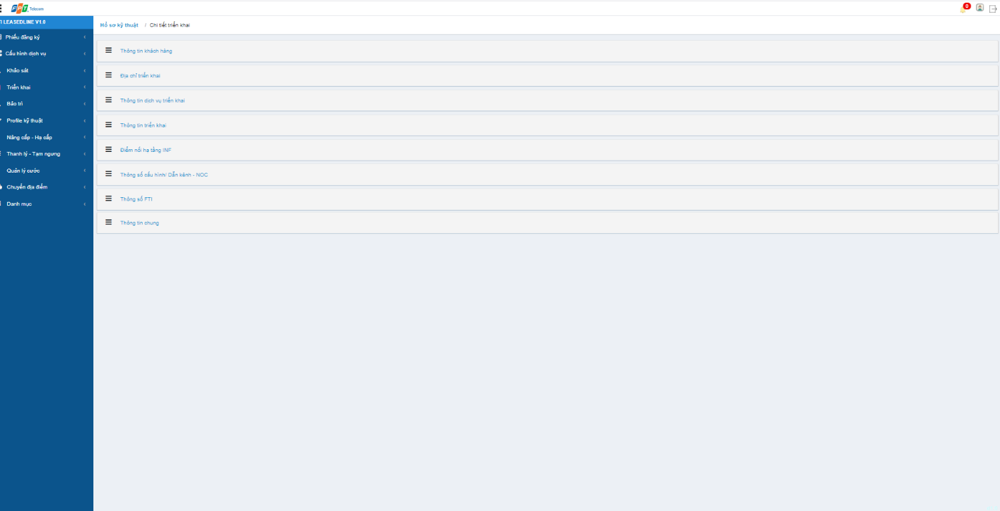 FPT Telecom
0
LEASEDLINE V1.0
Hồ sơ kỹ thuật / Chi tiết triển khai
Phiếu đăng ký
Cấu hình dịch vụ
Khảo sát
Triển khai
Bảo trì
Profile kỹ thuật
Nâng cấp - Hạ cấp
Thanh lý - Tạm ngưng
Quản lý cước
Chuyển địa điểm
Danh mục
Thông tin khách hàng
Địa chỉ triển khai
Thông tin dịch vụ triển khai
Thông tin triển khai
Điểm nối hạ tầng INF
Thông số cấu hình/ Dẫn kênh - NOC
Thông số FTI
Thông tin chung